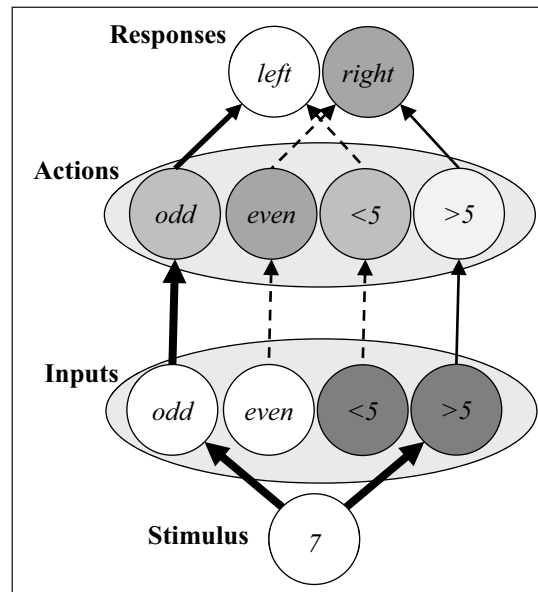 Responses
left right
Actions
odd even <5 >5
Inputs
odd even <5 >5
Stimulus
7